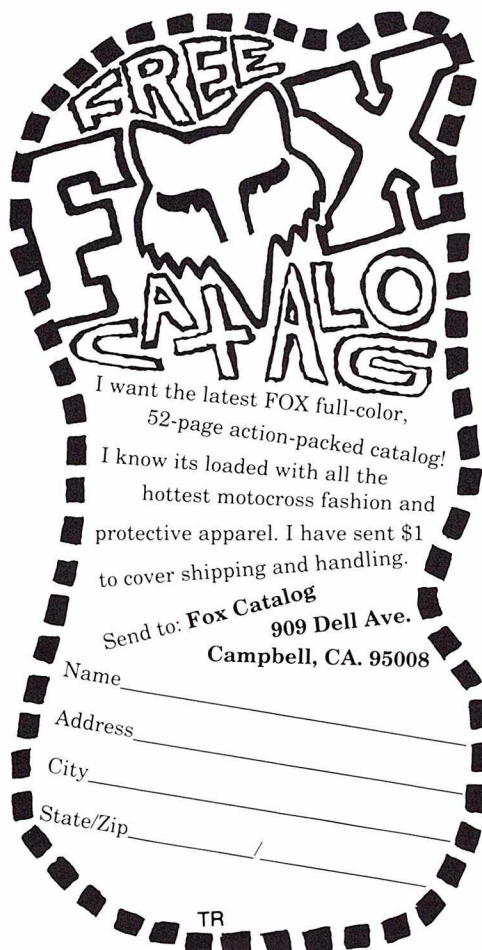 FREE
FOX
CATALOG
I want the latest FOX full-color,
52-page action-packed catalog!
I know its loaded with all the
hottest motocross fashion and
protective apparel. I have sent $1
to cover shipping and handling.
Send to: Fox Catalog
909 Dell Ave.
Campbell, CA. 95008
Name
Address
City
State/Zip /
TR